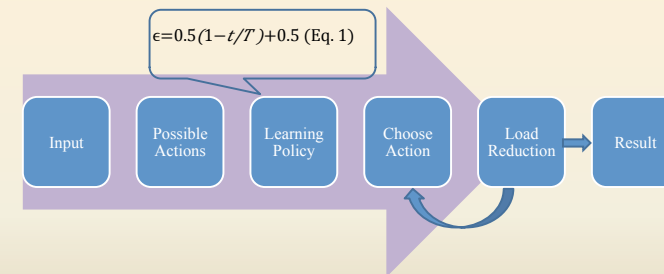 ϵ=0.5(1−t/T)+0.5 (Eq. 1)
Input
Possible
Actions
Learning
Policy
Choose
Action
Load
Reduction
Result